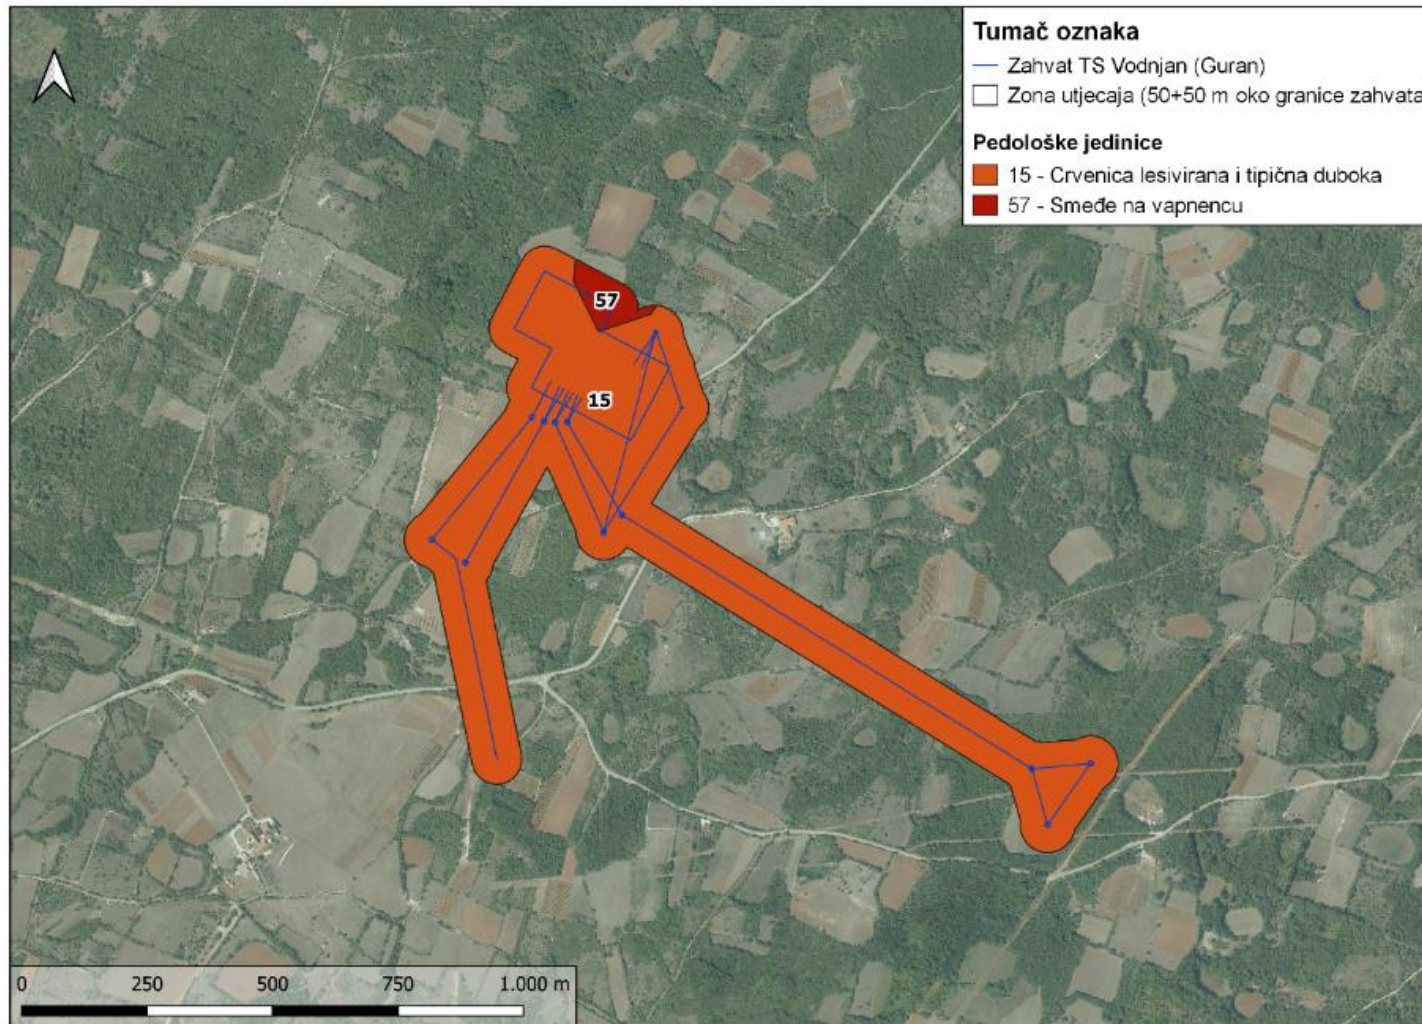 Tumač oznaka
Zahvat TS Vodnjan (Guran)
Zona utjecaja (50+50 m oko granice zahvata
Pedološke jedinice
15 - Crvenica lesivirana i tipična duboka
57 - Smeđe na vapnencu
57
15
0 250 500 750 1.000 m